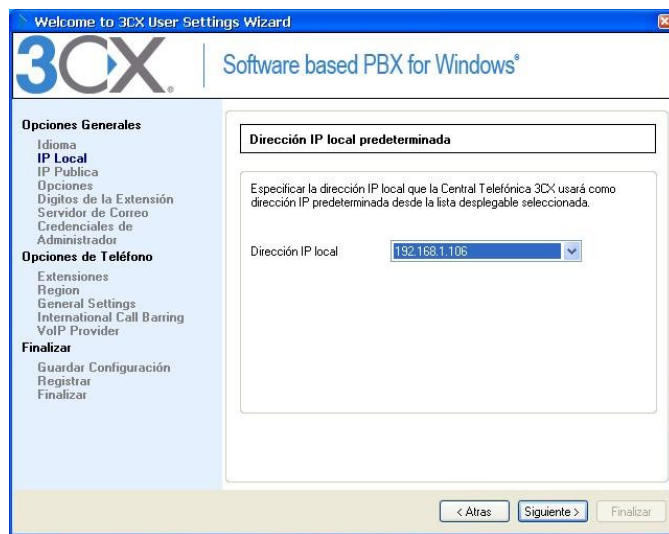 Welcome to 3CX User Settings Wizard
3CX®
Software based PBX for Windows®
Opciones Generales
Idioma
IP Local
IP Publica
Opciones
Digitos de la Extensión
Servidor de Correo
Credenciales de
Administrador
Opciones de Teléfono
Extensiones
Region
General Settings
International Call Barring
VoIP Provider
Finalizar
Guardar Configuración
Registrar
Finalizar
Dirección IP local predeterminada
Especificar la dirección IP local que la Central Telefónica 3CX usará como
dirección IP predeterminada desde la lista desplegable seleccionada.
Dirección IP local
192.168.1.106
< Atras
Siguiente >
Finalizar